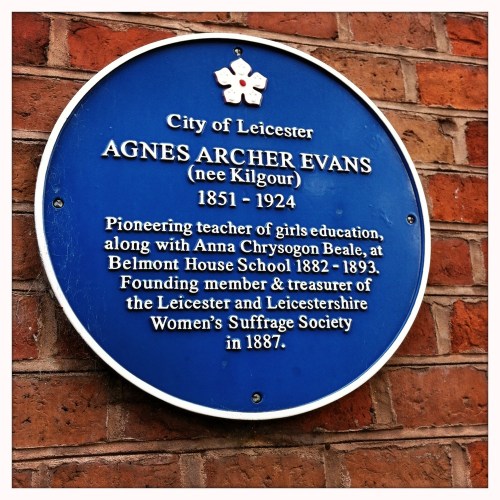 City of Leicester
AGNES ARCHER EVANS
(nee Kilgour)
1851 - 1924
Pioneering teacher of girls education,
along with Anna Chrysogon Beale, at
Belmont House School 1882 - 1893.
Founding member & treasurer of
the Leicester and Leicestershire
Women's Suffrage Society
in 1887.